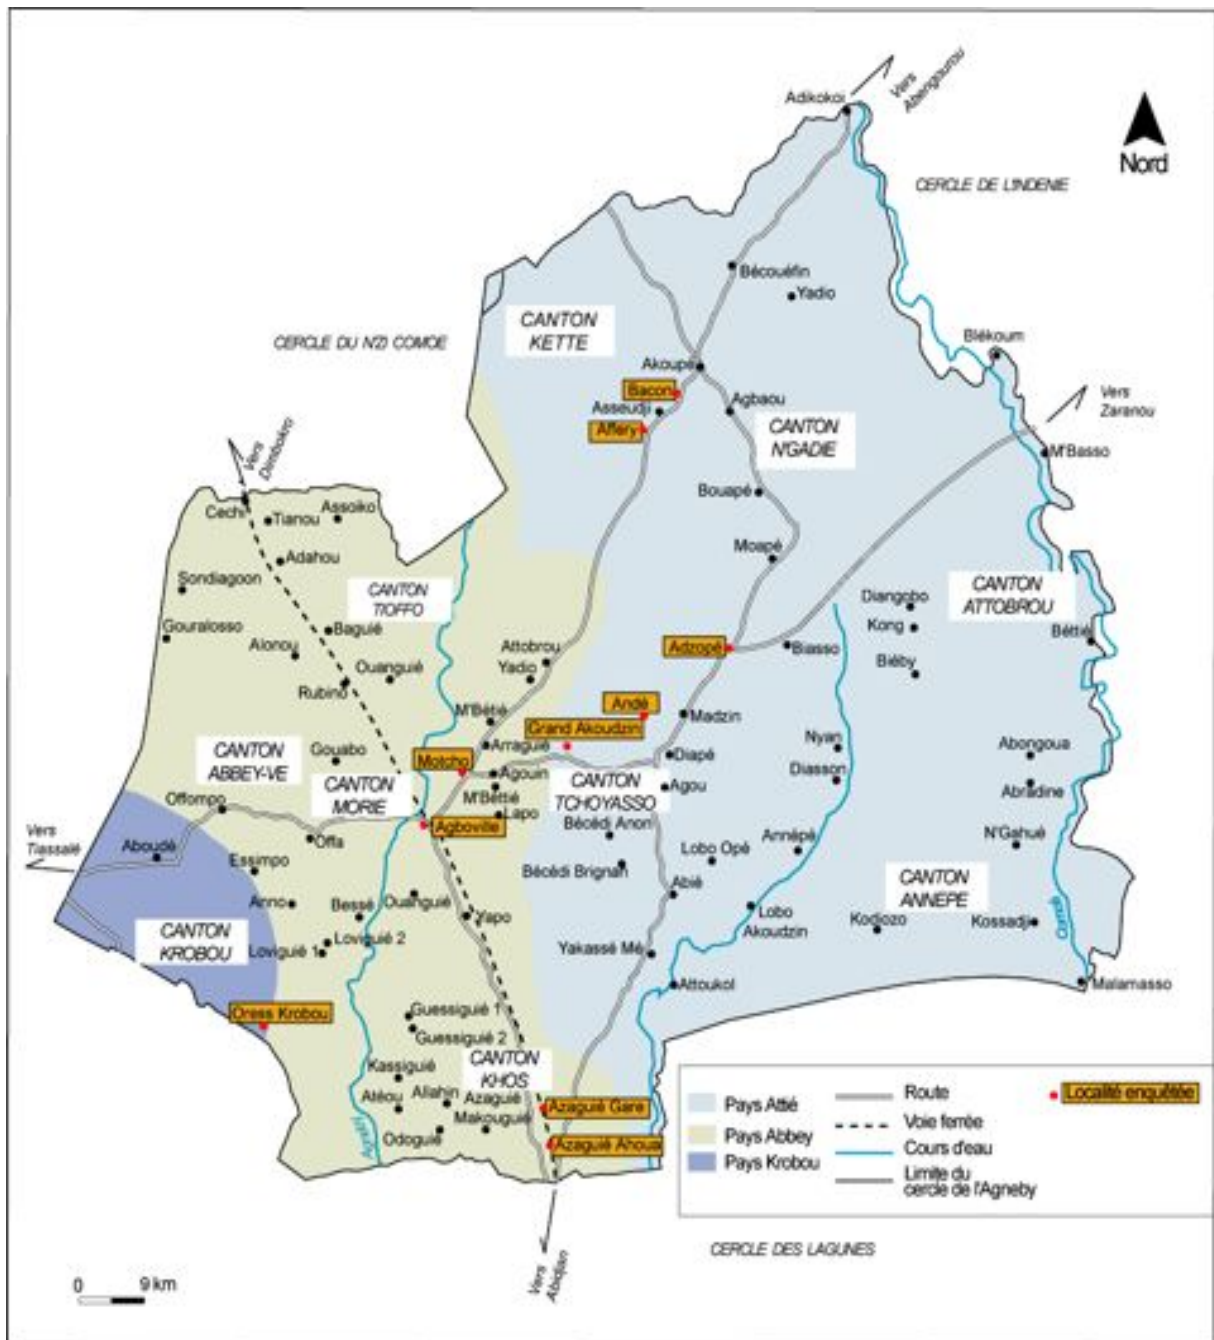 Adikokoi
Vers
Abengourou
Nord
CERCLE DE L'INDENIE
Bécouéfin
Yadio
CANTON
KETTE
CERCLE DU N'ZI COMOE
Blékoum
Akoupé
Bacon
Asseudji
Agbaou
Affery
CANTON
N'GADIE
Vers
Zaranou
M'Basso
Vers
Dimbokro
Cechi
Tianou
Assoiko
Bouapé
Adahou
Moapé
Sondiagoon
CANTON
TIOFFO
CANTON
ATTOBROU
Diangobo
Kong
Gouralosso
Baguié
Aionou
Attobrou
Adzopé
Biasso
Béttié
Ouanguié
Yadio
Biéby
Rubino
Andé
M'Bétié
Grand Akoudzin
Madzin
Arraguié
Nyan
Gouabo
Motcho
Diapé
Abongoua
CANTON
ABBEY-VE
CANTON
MORIE
Agouin
M'Bettié
CANTON
TCHOYASSO
Agou
Diasson
Abradine
Offompo
Lapo
Vers
Tiassalé
Agboville
Bécédi Anon
Aboudé
Offa
Annépé
N'Gahué
Essimpo
Bécédi Brignan
Lobo Opé
CANTON
ANNEPE
Abié
Anno
Bessé
Ouanguié
Yapo
Lobo
Akoudzin
Kodiozo
Kossadji
Comoé
CANTON
KROBOU
Loviguié 2
Loviguié 1
Yakassé Mé
Attoukol
Malamasso
Oress Krobou
Guessiguié 1
Guessiguié 2
CANTON
KHOS
Kassiguié
Atéou
Allahin
Azaguié
Makouguié
Azaguié Gare
Odoguié
Azaguié Ahoua
Agnéby
Pays Attié
Pays Abbey
Pays Krobou
Route
Voie ferrée
Cours d'eau
Limite du
cercle de l'Agneby
Localité enquêtée
CERCLE DES LAGUNES
Vers
Abidjan
0 9 km